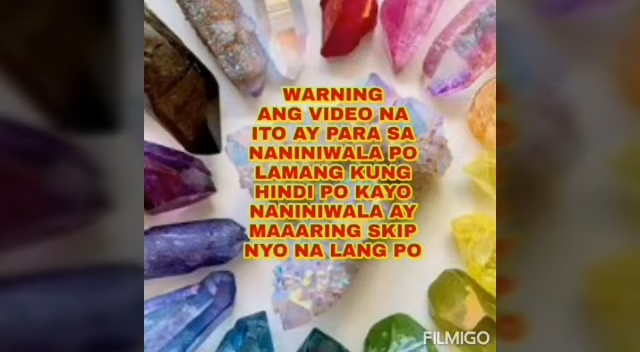 WARNING
ANG VIDEO NA
ITO AY PARA SA
NANINIWALA PO
LAMANG KUNG
HINDI PO KAYO
NANINIWALA AY
MAAARING SKIP
NYO NA LANG PO
FILMIGO